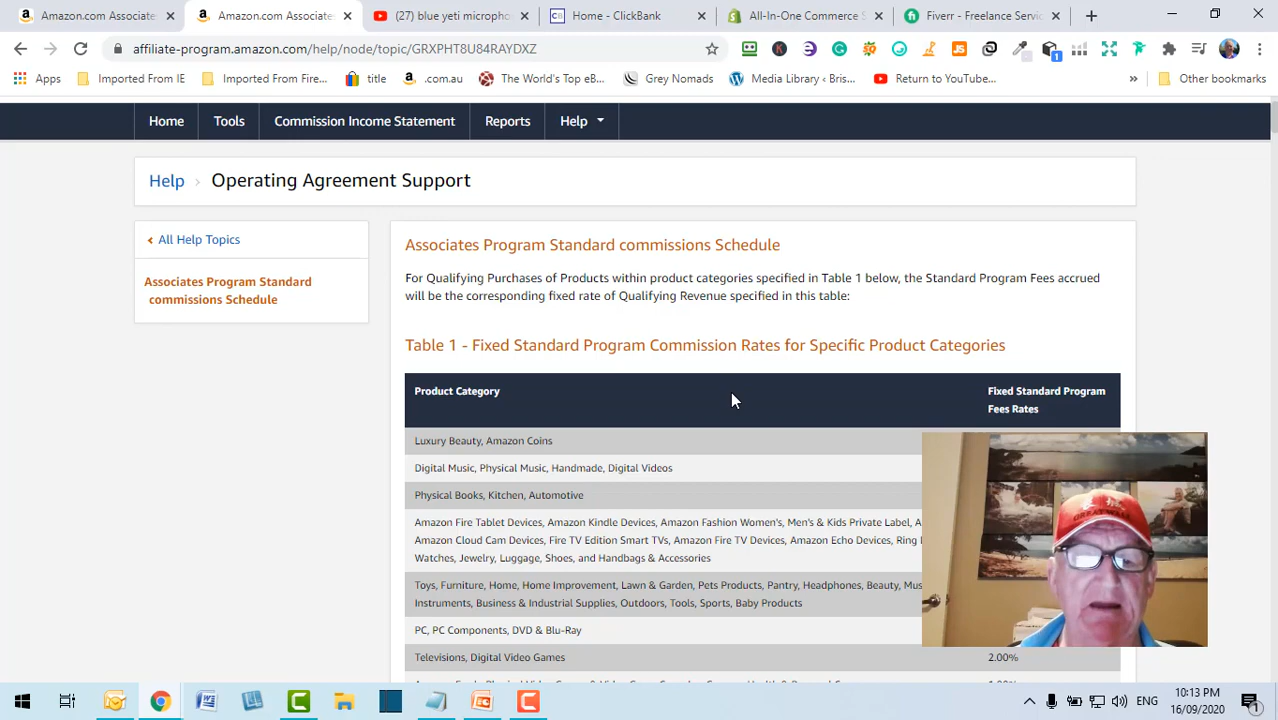 Amazon.com Associate
Amazon.com Associate
(27) blue yeti microph
Home - ClickBank
All-In-One Commerce S
Fiverr - Freelance Servic
affiliate-program.amazon.com/help/node/topic/GRXPHT8U84RAYDXZ
Apps
Imported From IE
Imported From Fire...
title
.com.au
The World's Top eB...
Grey Nomads
Media Library ‹ Bris...
Return to YouTube...
»
Other bookmarks
Home
Tools
Commission Income Statement
Reports
Help
Help › Operating Agreement Support
‹ All Help Topics
Associates Program Standard
commissions Schedule
Associates Program Standard commissions Schedule
For Qualifying Purchases of Products within product categories specified in Table 1 below, the Standard Program Fees accrued
will be the corresponding fixed rate of Qualifying Revenue specified in this table:
Table 1 - Fixed Standard Program Commission Rates for Specific Product Categories
Product Category
Fixed Standard Program
Fees Rates
Luxury Beauty, Amazon Coins
Digital Music, Physical Music, Handmade, Digital Videos
Physical Books, Kitchen, Automotive
Amazon Fire Tablet Devices, Amazon Kindle Devices, Amazon Fashion Women's, Men's & Kids Private Label, A
Amazon Cloud Cam Devices, Fire TV Edition Smart TVs, Amazon Fire TV Devices, Amazon Echo Devices, Ring
Watches, Jewelry, Luggage, Shoes, and Handbags & Accessories
Toys, Furniture, Home, Home Improvement, Lawn & Garden, Pets Products, Pantry, Headphones, Beauty, Mus
Instruments, Business & Industrial Supplies, Outdoors, Tools, Sports, Baby Products
PC, PC Components, DVD & Blu-Ray
Televisions, Digital Video Games
2.00%
GREAT WALL
ENG
10:13 PM
16/09/2020